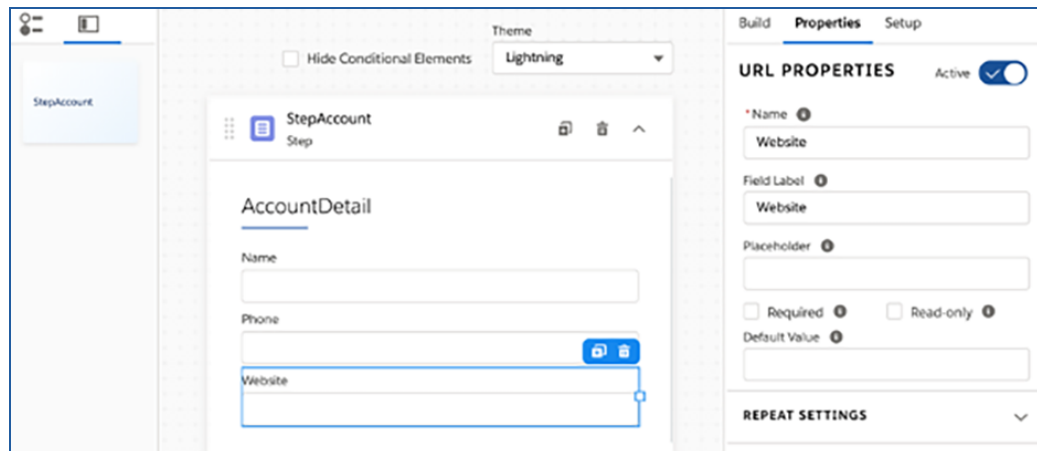 StepAccount
Hide Conditional Elements
Theme
Lightning
StepAccount
Step
AccountDetail
Name
Phone
Website
Build Properties Setup
URL PROPERTIES
Active
*Name
Website
Field Label
Website
Placeholder
Required
Read-only
Default Value
REPEAT SETTINGS